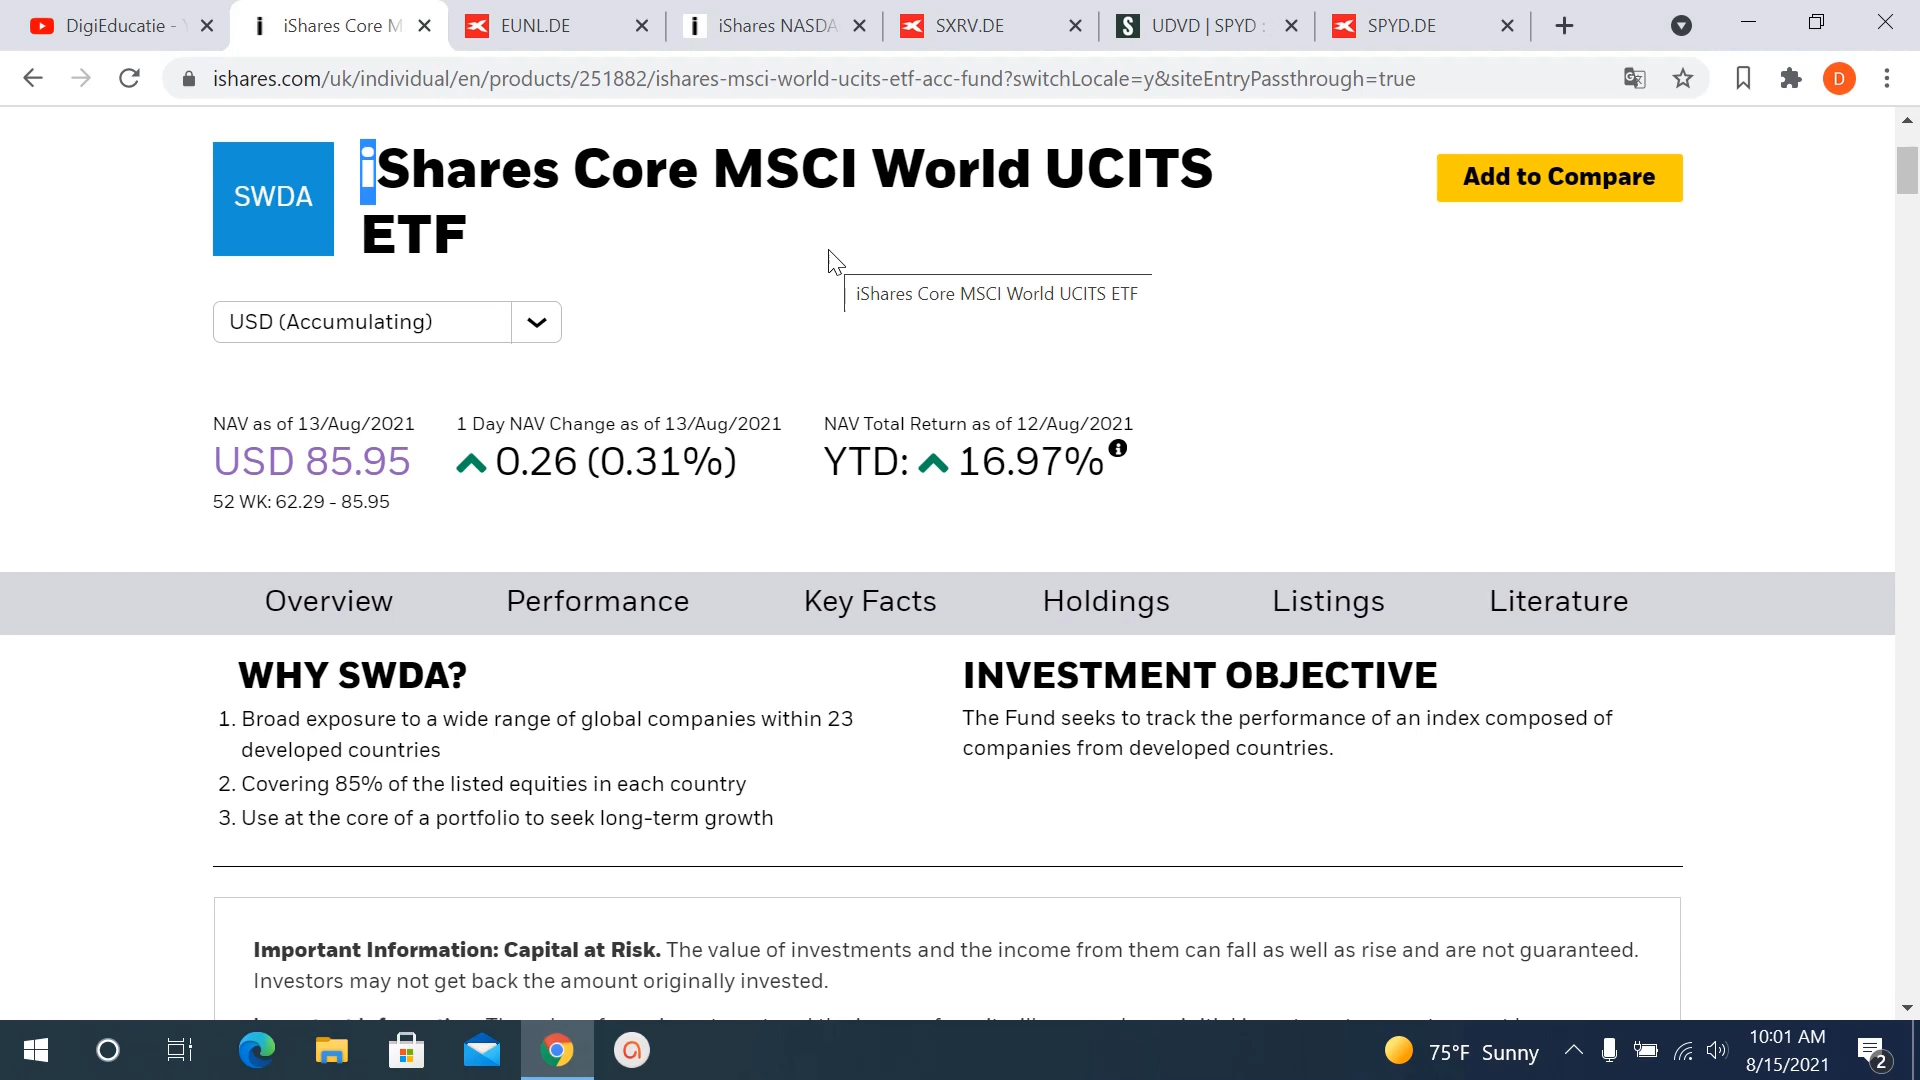 DigiEducatie -
iShares Core M
EUNL.DE
iShares NASDA
SXRV.DE
S
UDVD | SPYD :
SPYD.DE
ishares.com/uk/individual/en/products/251882/ishares-msci-world-ucits-etf-acc-fund?switchLocale=y&siteEntryPassthrough=true
D
SWDA
iShares Core MSCI World UCITS
ETF
Add to Compare
iShares Core MSCI World UCITS ETF
USD (Accumulating)
NAV as of 13/Aug/2021
USD 85.95
52 WK: 62.29 - 85.95
1 Day NAV Change as of 13/Aug/2021
0.26 (0.31%)
NAV Total Return as of 12/Aug/2021
YTD: 16.97%
Overview
Performance
Key Facts
Holdings
Listings
Literature
WHY SWDA?
1. Broad exposure to a wide range of global companies within 23
developed countries
2. Covering 85% of the listed equities in each country
3. Use at the core of a portfolio to seek long-term growth
INVESTMENT OBJECTIVE
The Fund seeks to track the performance of an index composed of
companies from developed countries.
Important Information: Capital at Risk. The value of investments and the income from them can fall as well as rise and are not guaranteed.
Investors may not get back the amount originally invested.
75°F Sunny
10:01 AM
8/15/2021
2